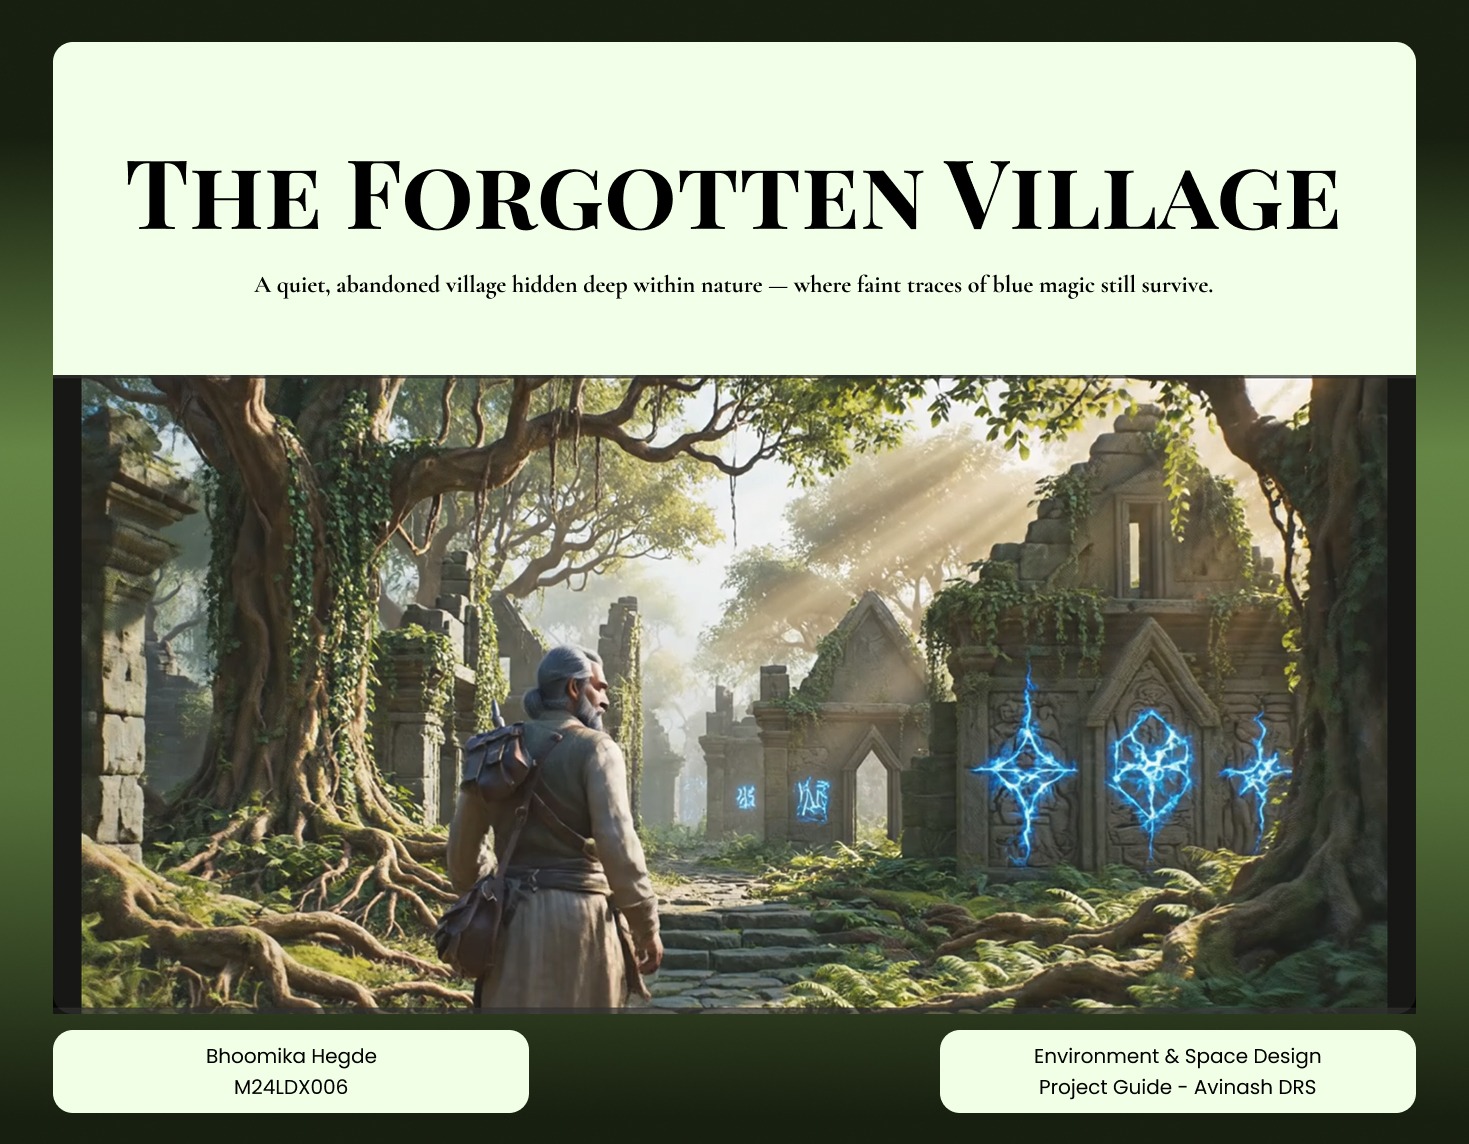 The Forgotten Village
A quiet, abandoned village hidden deep within nature — where faint traces of blue magic still survive.
Bhoomika Hegde
M24LDX006
Environment & Space Design
Project Guide - Avinash DRS